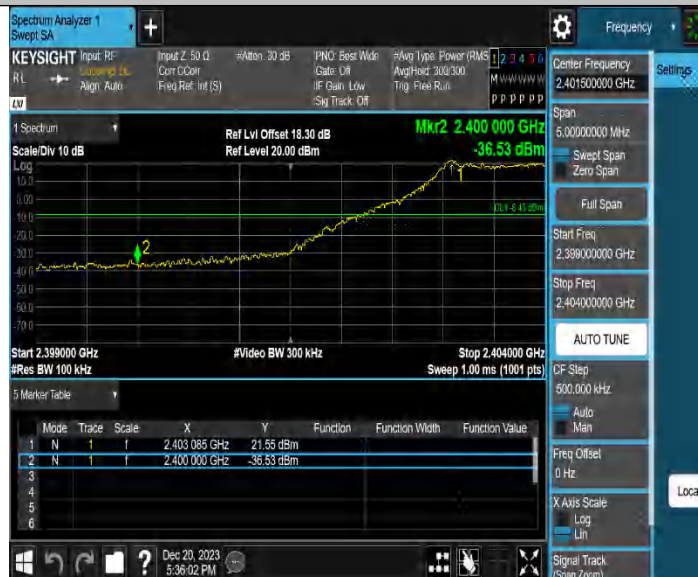 Spectrum Analyzer 1
Swept SA
+
Frequency
KEYSIGHT
RL
LXI
Input: RF
Align: Auto
Input Z: 50 Ω
Corr CCorr
Freq Ref: Int (S)
#Atten: 30 dB
PNO: Best Wide
Gate: Off
IF Gain: Low
Sig Track: Off
#Avg Type: Power (RMS
Avg|Hold: 300/300
Trig: Free Run
1 2 3 4 5 6
M W W W W W
P P P P P P
Center Frequency
2.401500000 GHz
Settings
Span
5.00000000 MHz
Swept Span
Zero Span
Full Span
Start Freq
2.399000000 GHz
Stop Freq
2.404000000 GHz
AUTO TUNE
CF Step
500.000 kHz
Auto
Man
Freq Offset
0 Hz
X Axis Scale
Log
Lin
Local
Signal Track
(Span Zoom)
1 Spectrum
Scale/Div 10 dB
Ref Lvl Offset 18.30 dB
Ref Level 20.00 dBm
Mkr2 2.400 000 GHz
-36.53 dBm
Log
10.0
0.00
-10.0
-20.0
-30.0
-40.0
-50.0
-60.0
-70.0
2
Start 2.399000 GHz
#Res BW 100 kHz
#Video BW 300 kHz
Stop 2.404000 GHz
Sweep 1.00 ms (1001 pts)
5 Marker Table
Mode Trace Scale X Y Function Function Width Function Value
1 N 1 f 2.403 085 GHz 21.55 dBm
2 N 1 f 2.400 000 GHz -36.53 dBm
3
4
5
6
?
Dec 20, 2023
5:36:02 PM